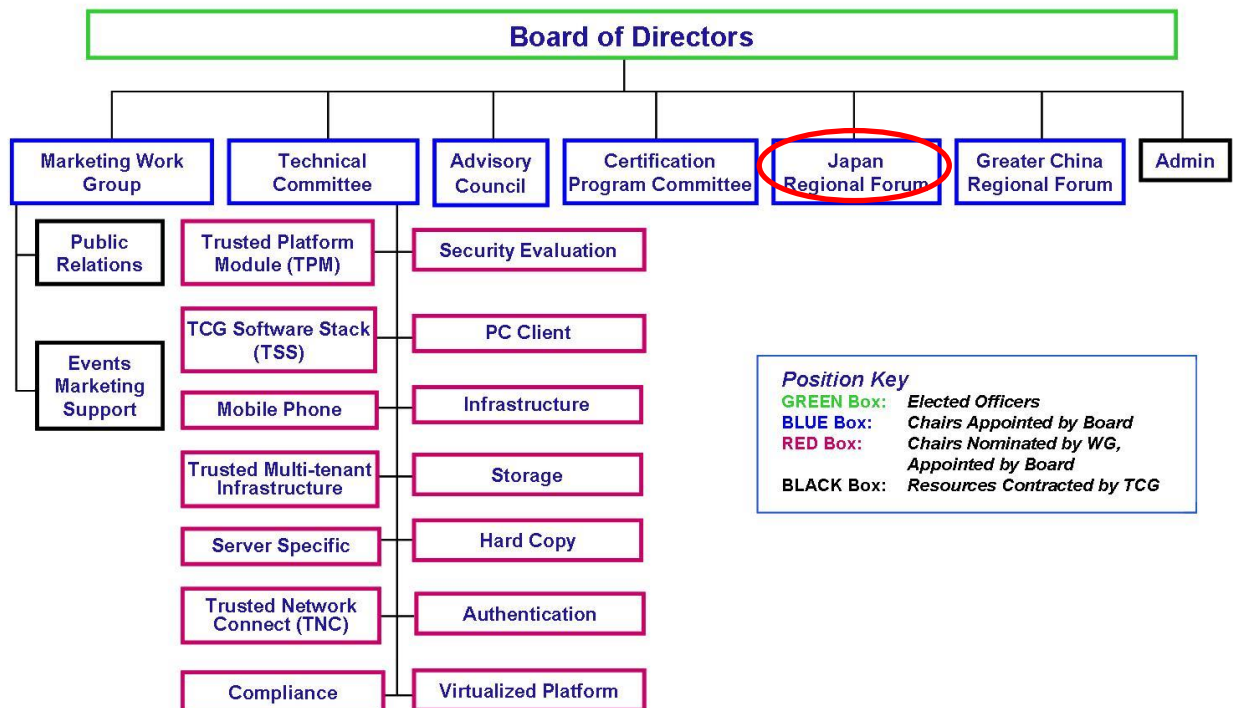 Board of Directors
Marketing Work
Group
Technical
Committee
Advisory
Council
Certification
Program Committee
Japan
Regional Forum
Greater China
Regional Forum
Admin
Public
Relations
Events
Marketing
Support
Trusted Platform
Module (TPM)
Security Evaluation
TCG Software Stack
(TSS)
PC Client
Mobile Phone
Infrastructure
Trusted Multi-tenant
Infrastructure
Storage
Server Specific
Hard Copy
Trusted Network
Connect (TNC)
Authentication
Compliance
Virtualized Platform
Position Key
GREEN Box: Elected Officers
BLUE Box: Chairs Appointed by Board
RED Box: Chairs Nominated by WG,
Appointed by Board
BLACK Box: Resources Contracted by TCG